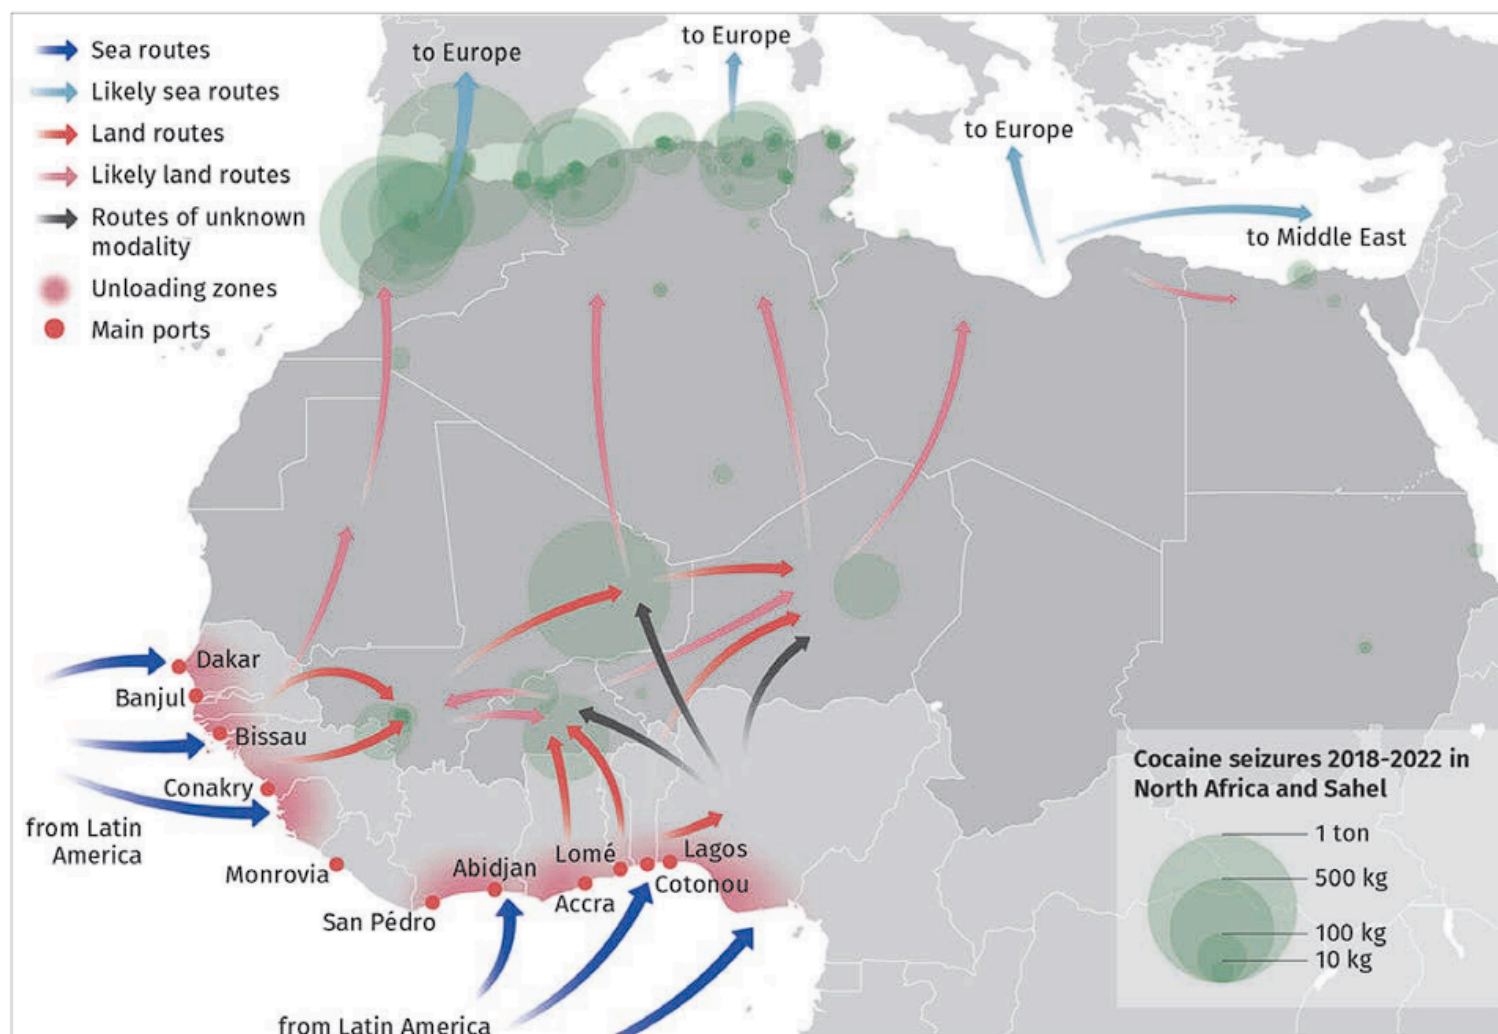 Sea routes
Likely sea routes
Land routes
Likely land routes
Routes of unknown
modality
Unloading zones
Main ports
to Europe
to Europe
to Europe
to Middle East
Dakar
Banjul
Bissau
Conakry
from Latin
America
Monrovia
San Pédro
Abidjan
Accra
Lomé
Lagos
Cotonou
from Latin America
Cocaine seizures 2018-2022 in
North Africa and Sahel
1 ton
500 kg
100 kg
10 kg